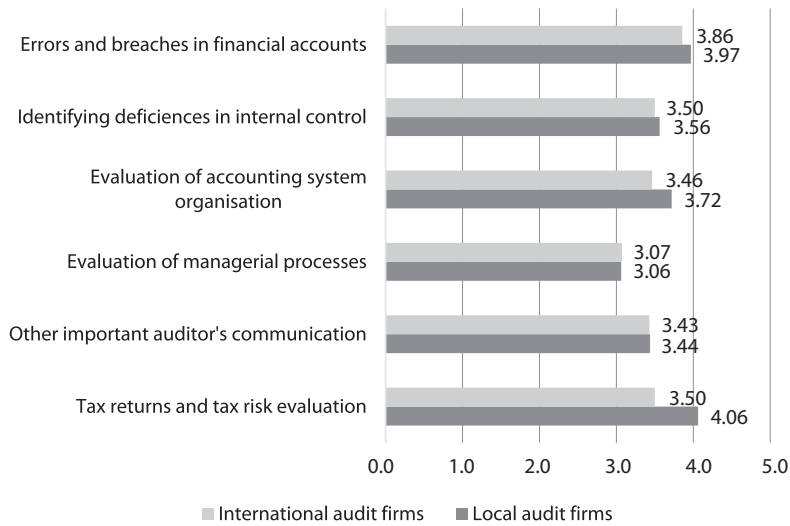 Errors and breaches in financial accounts
3.86
3.97
Identifying deficiences in internal control
3.50
3.56
Evaluation of accounting system
organisation
3.46
3.72
Evaluation of managerial processes
3.07
3.06
Other important auditor's communication
3.43
3.44
Tax returns and tax risk evaluation
3.50
4.06
0.0 1.0 2.0 3.0 4.0 5.0
International audit firms Local audit firms